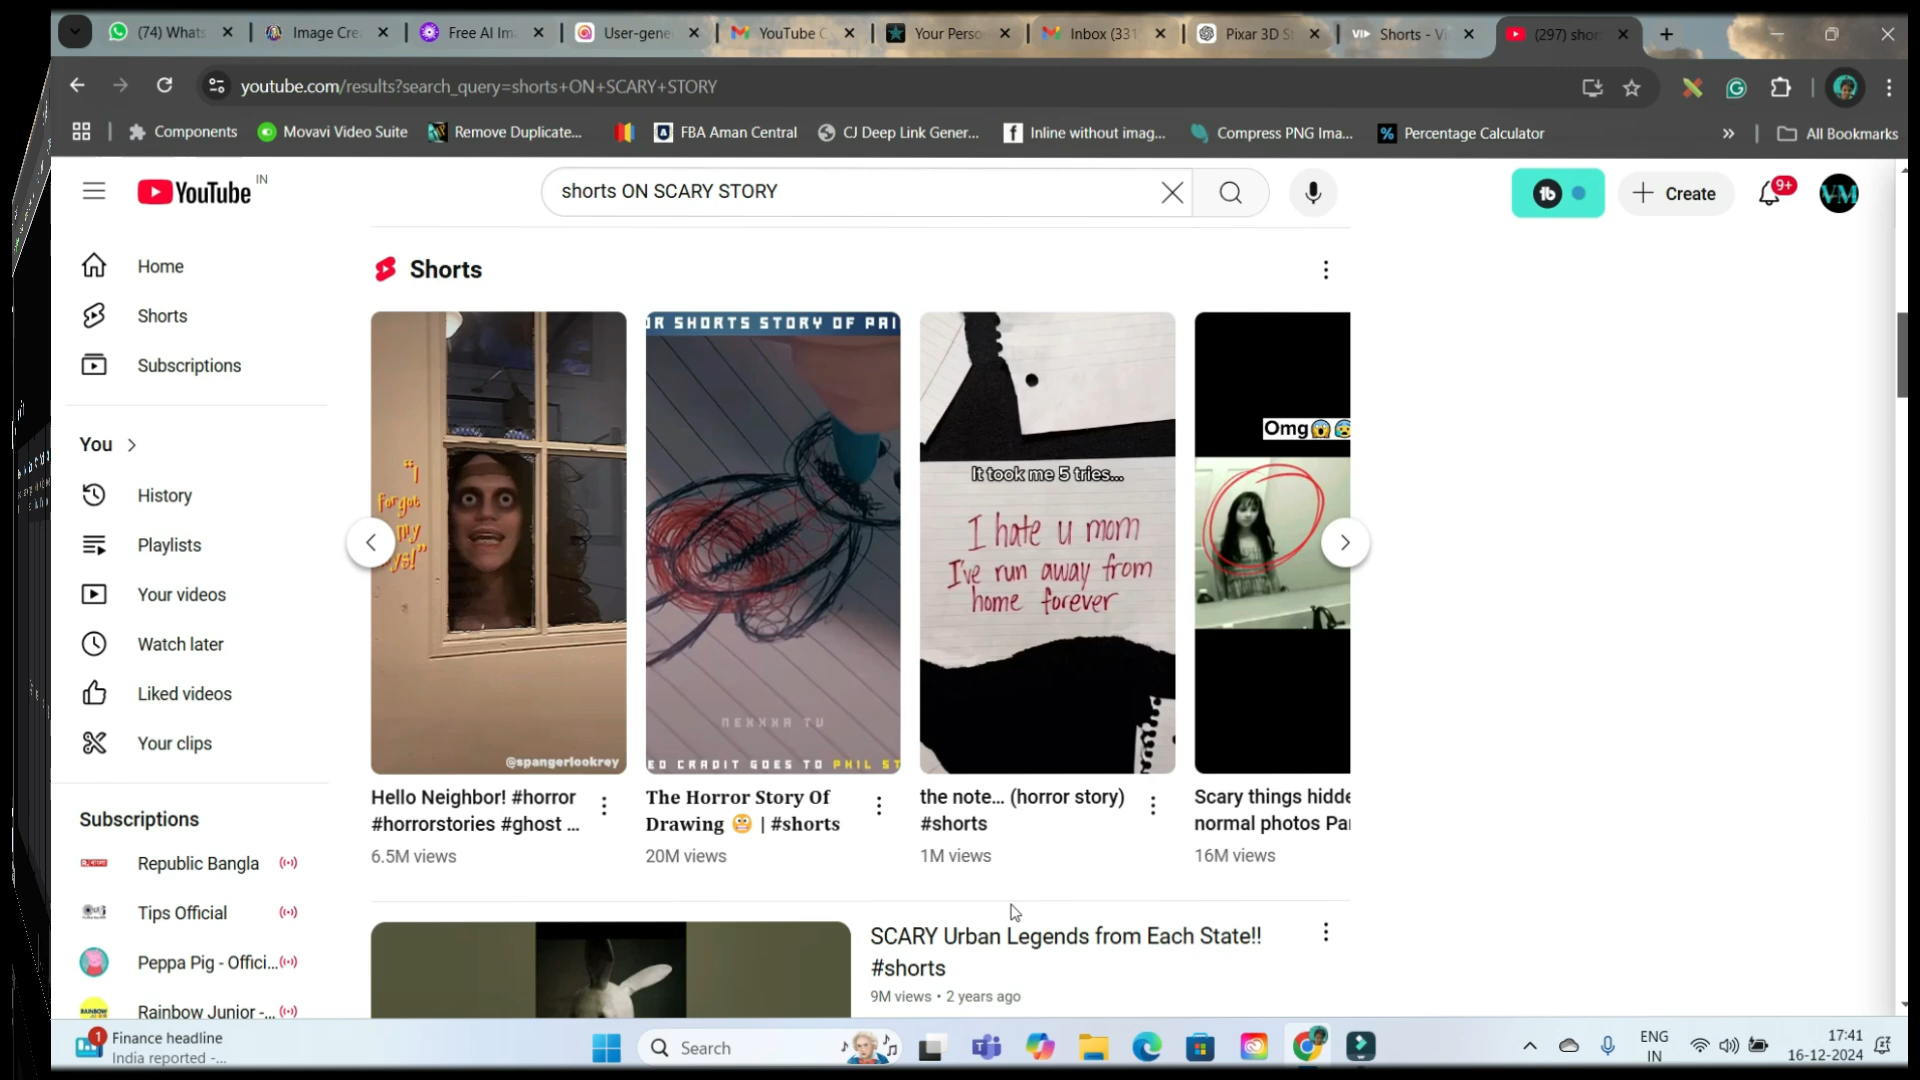 (74) Whats
Image Cre
Free AI Im
User-gene
YouTube C
Your Perso
Inbox (331
Pixar 3D S
Shorts - Vi
(297) shor
youtube.com/results?search_query=shorts+ON+SCARY+STORY
Components
Movavi Video Suite
Remove Duplicate...
FBA Aman Central
CJ Deep Link Gener...
Inline without imag...
Compress PNG Ima...
Percentage Calculator
All Bookmarks
YouTube IN
shorts ON SCARY STORY
Create
9+
VM
Home
Shorts
Subscriptions
You
History
Playlists
Your videos
Watch later
Liked videos
Your clips
Subscriptions
Republic Bangla
Tips Official
Peppa Pig - Offici...
Rainbow Junior -...
Shorts
"I
forgot
my
OR SHORTS STORY OF PAI
It took me 5 tries...
I hate u mom
I've run away from
home forever
Omg😱😰
@spangerlookrey
ED CRADIT GOES TO PHIL ST
Hello Neighbor! #horror
#horrorstories #ghost ...
6.5M views
The Horror Story Of
Drawing 😬 | #shorts
20M views
the note... (horror story)
#shorts
1M views
Scary things hidde
normal photos Pa
16M views
SCARY Urban Legends from Each State!!
#shorts
9M views • 2 years ago
1
Finance headline
India reported -...
Search
ENG
IN
17:41
16-12-2024